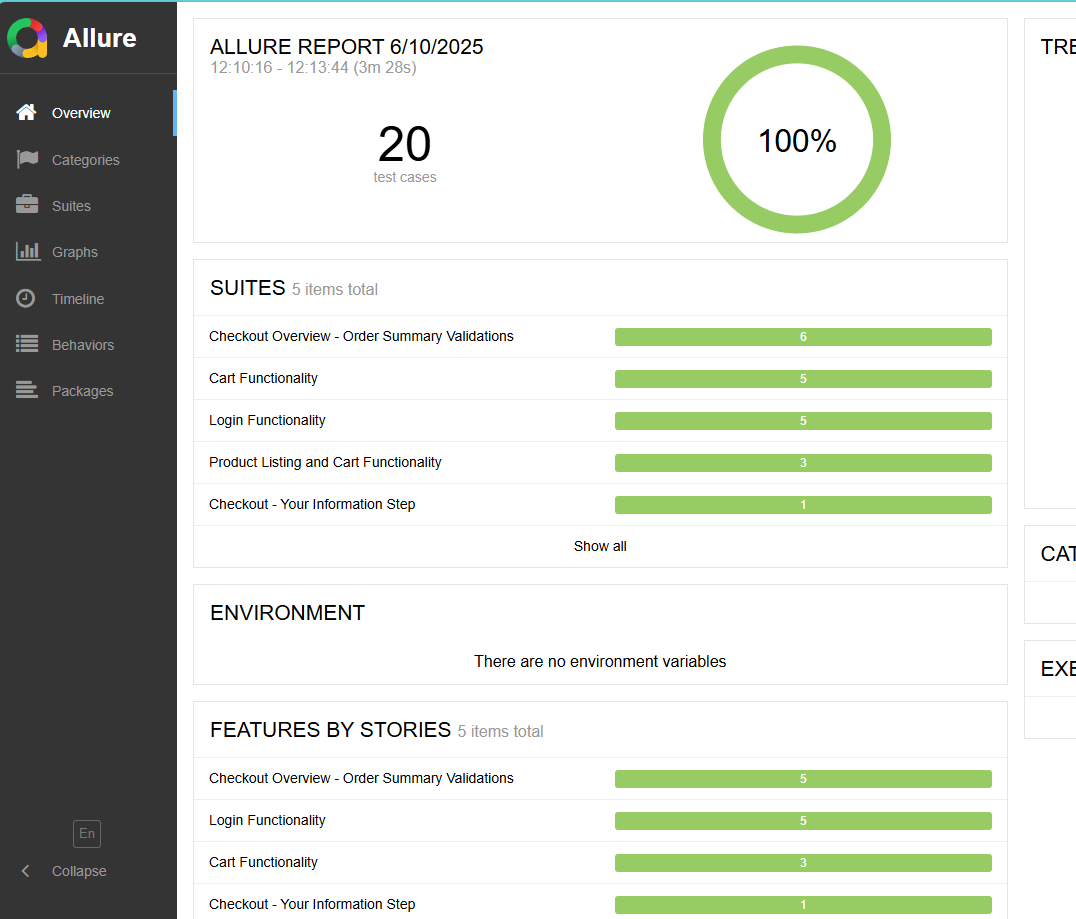 Allure
Overview
Categories
Suites
Graphs
Timeline
Behaviors
Packages
En
Collapse
ALLURE REPORT 6/10/2025
12:10:16 - 12:13:44 (3m 28s)
20
test cases
100%
SUITES 5 items total
Checkout Overview - Order Summary Validations 6
Cart Functionality 5
Login Functionality 5
Product Listing and Cart Functionality 3
Checkout - Your Information Step 1
Show all
ENVIRONMENT
There are no environment variables
FEATURES BY STORIES 5 items total
Checkout Overview - Order Summary Validations 5
Login Functionality 5
Cart Functionality 3
Checkout - Your Information Step 1
TRE
CAT
EXE